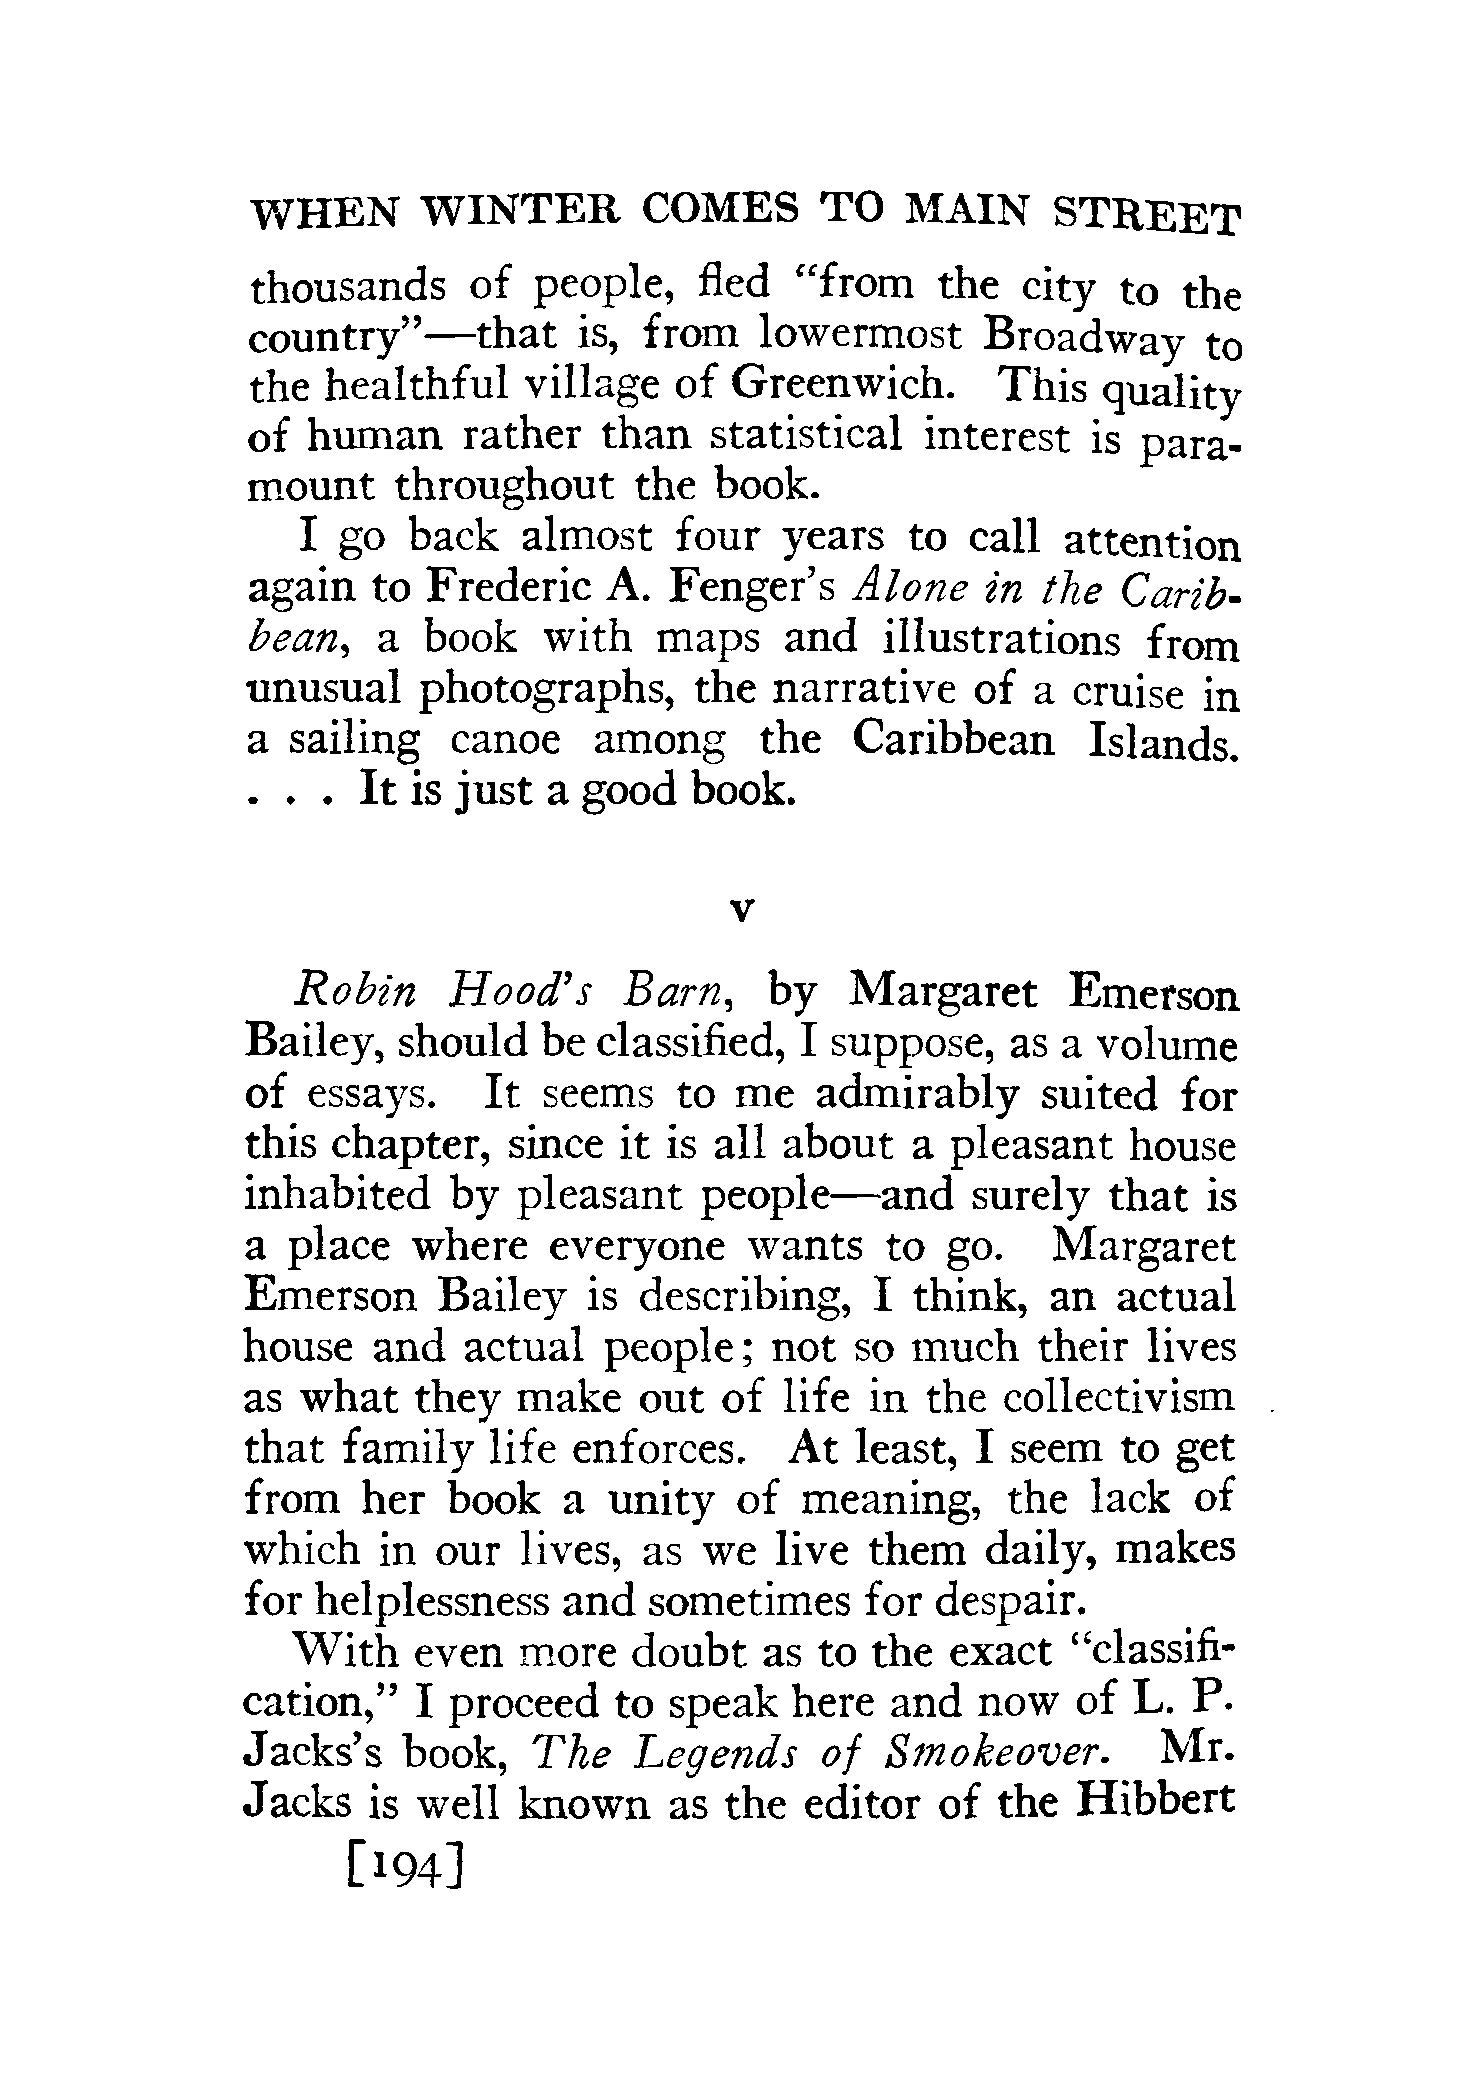 WHEN WINTER COMES TO MAIN STREET
thousands of people, fled “from the city to the
country”—that is, from lowermost Broadway to
the healthful village of Greenwich. This quality
of human rather than statistical interest is para-
mount throughout the book.
I go back almost four years to call attention
again to Frederic A. Fenger’s Alone in the Carib-
bean, a book with maps and illustrations from
unusual photographs, the narrative of a cruise in
a sailing canoe among the Caribbean Islands.
. . . It is just a good book.
v
Robin Hood’s Barn, by Margaret Emerson
Bailey, should be classified, I suppose, as a volume
of essays. It seems to me admirably suited for
this chapter, since it is all about a pleasant house
inhabited by pleasant people—and surely that is
a place where everyone wants to go. Margaret
Emerson Bailey is describing, I think, an actual
house and actual people; not so much their lives
as what they make out of life in the collectivism
that family life enforces. At least, I seem to get
from her book a unity of meaning, the lack of
which in our lives, as we live them daily, makes
for helplessness and sometimes for despair.
With even more doubt as to the exact “classifi-
cation,” I proceed to speak here and now of L. P.
Jacks’s book, The Legends of Smokeover. Mr.
Jacks is well known as the editor of the Hibbert
[194]